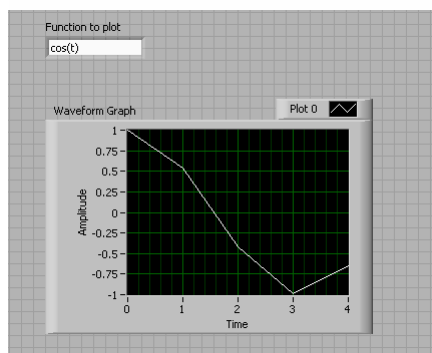 Function to plot
cos(t)
Waveform Graph
Plot 0
1
0.75
0.5
0.25
0
-0.25
-0.5
-0.75
-1
Amplitude
0 1 2 3 4
Time